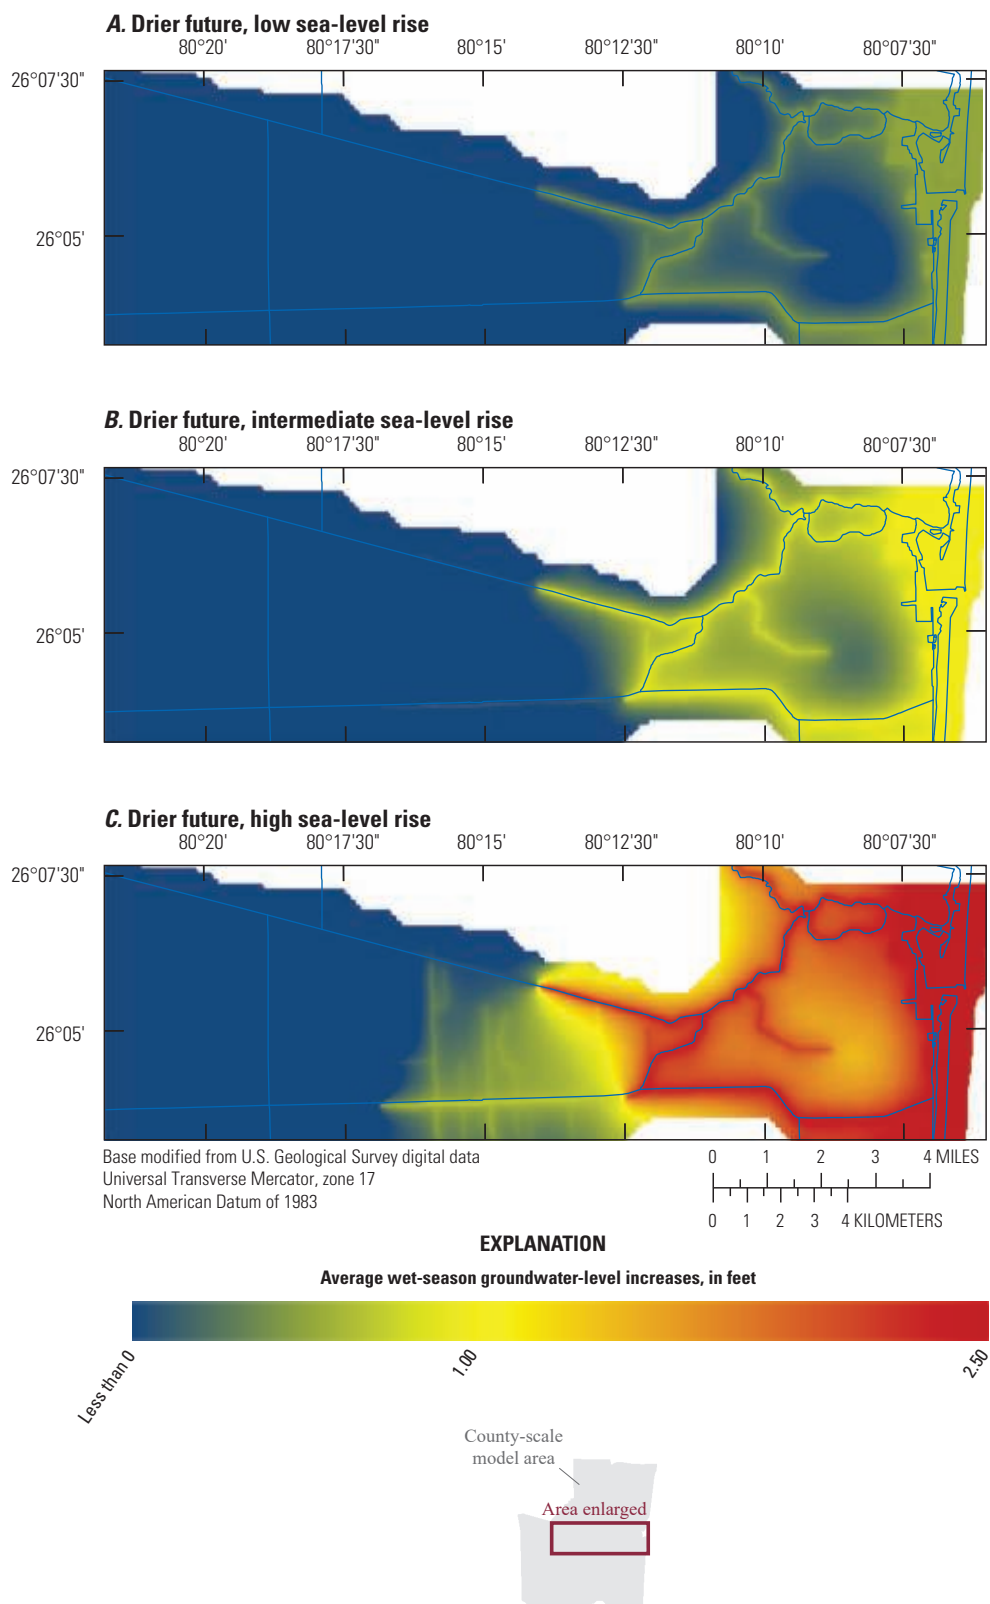 A. Drier future, low sea-level rise
80°20' 80°17'30" 80°15' 80°12'30" 80°10' 80°07'30"
26°07'30"
26°05'
B. Drier future, intermediate sea-level rise
80°20' 80°17'30" 80°15' 80°12'30" 80°10' 80°07'30"
26°07'30"
26°05'
C. Drier future, high sea-level rise
80°20' 80°17'30" 80°15' 80°12'30" 80°10' 80°07'30"
26°07'30"
26°05'
Base modified from U.S. Geological Survey digital data
Universal Transverse Mercator, zone 17
North American Datum of 1983
0 1 2 3 4 MILES
0 1 2 3 4 KILOMETERS
EXPLANATION
Average wet-season groundwater-level increases, in feet
Less than 0 1.00 2.50
County-scale
model area
Area enlarged